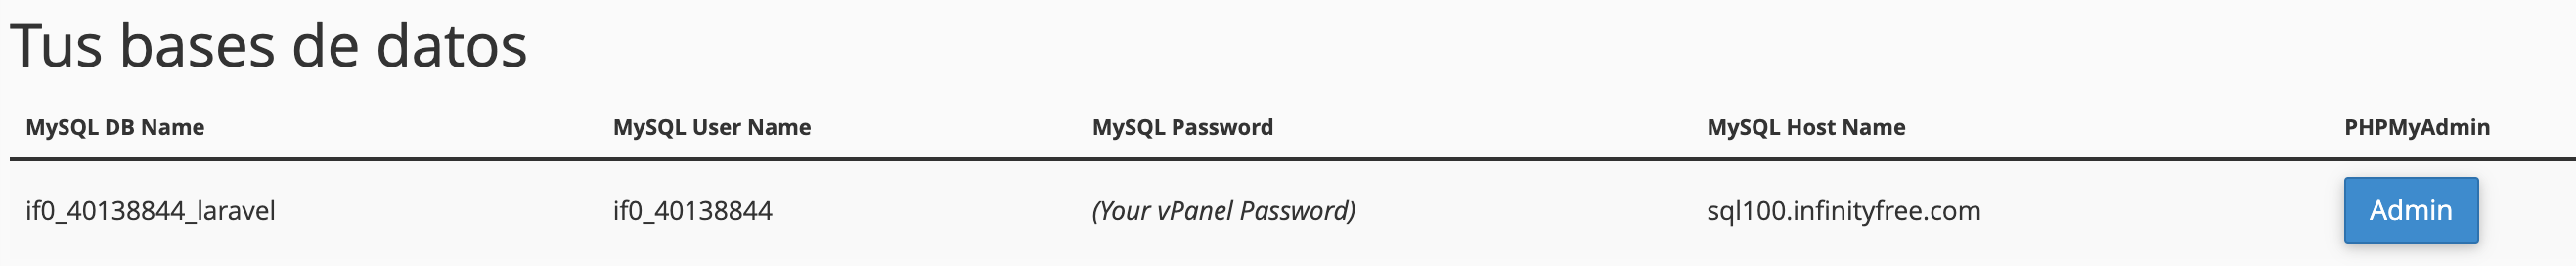 Tus bases de datos
MySQL DB Name MySQL User Name MySQL Password MySQL Host Name PHPMyAdmin
if0_40138844_laravel if0_40138844 (Your vPanel Password) sql100.infinityfree.com Admin